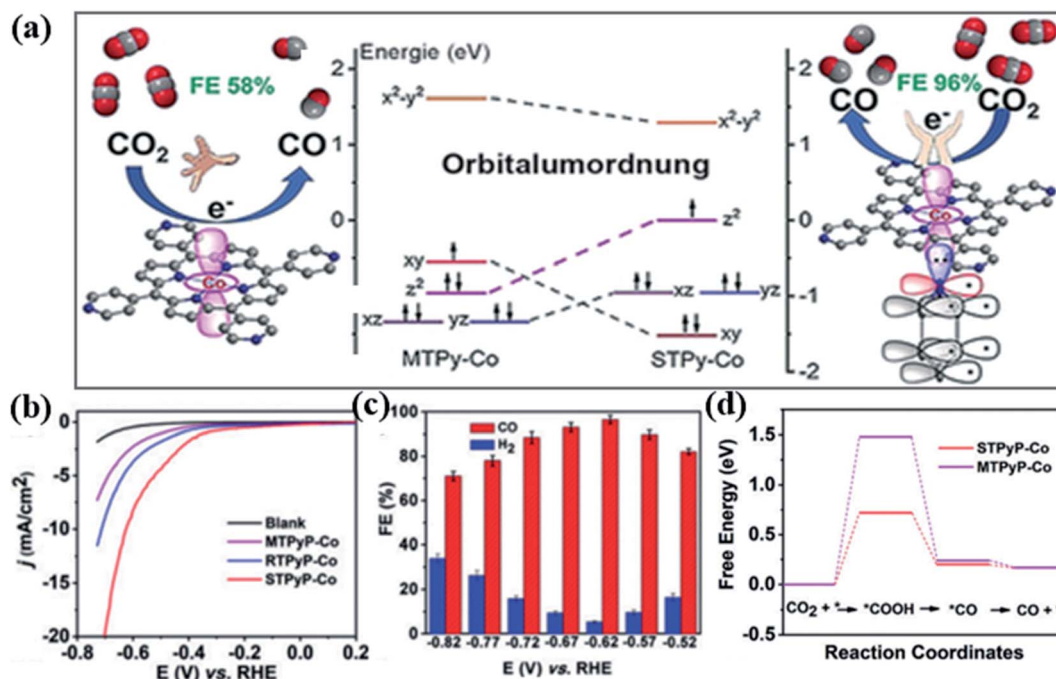 (a)
FE 58%
CO₂
CO
e⁻
Co
Energie (eV)
x²-y²
x²-y²
Orbitalumordnung
xy
z²
xz
yz
MTPy-Co
z²
xz
yz
xy
STPy-Co
2
1
0
-1
-2
FE 96%
CO
CO₂
e⁻
Co
(b)
j (mA/cm²)
0
-5
-10
-15
-20
Blank
MTPyP-Co
RTPyP-Co
STPyP-Co
-0.8 -0.6 -0.4 -0.2 0.0 0.2
E (V) vs. RHE
(c)
FE (%)
100
80
60
40
20
0
CO
H₂
-0.82 -0.77 -0.72 -0.67 -0.62 -0.57 -0.52
E (V) vs. RHE
(d)
Free Energy (eV)
1.5
1.0
0.5
0.0
-0.5
STPyP-Co
MTPyP-Co
CO₂ + * → *COOH → *CO → CO + *
Reaction Coordinates